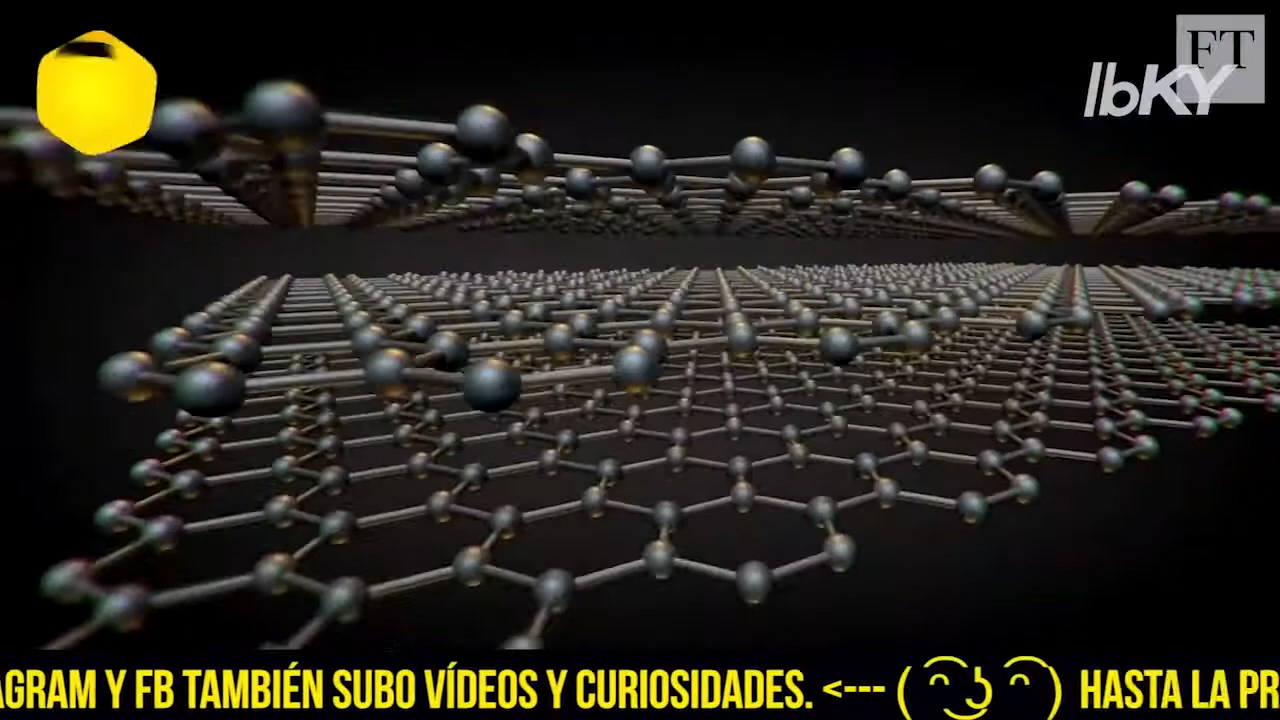 FT
lbKY
AGRAM Y FB TAMBIÉN SUBO VÍDEOS Y CURIOSIDADES. <--- ( ͡° ͜ʖ ͡°) HASTA LA PR